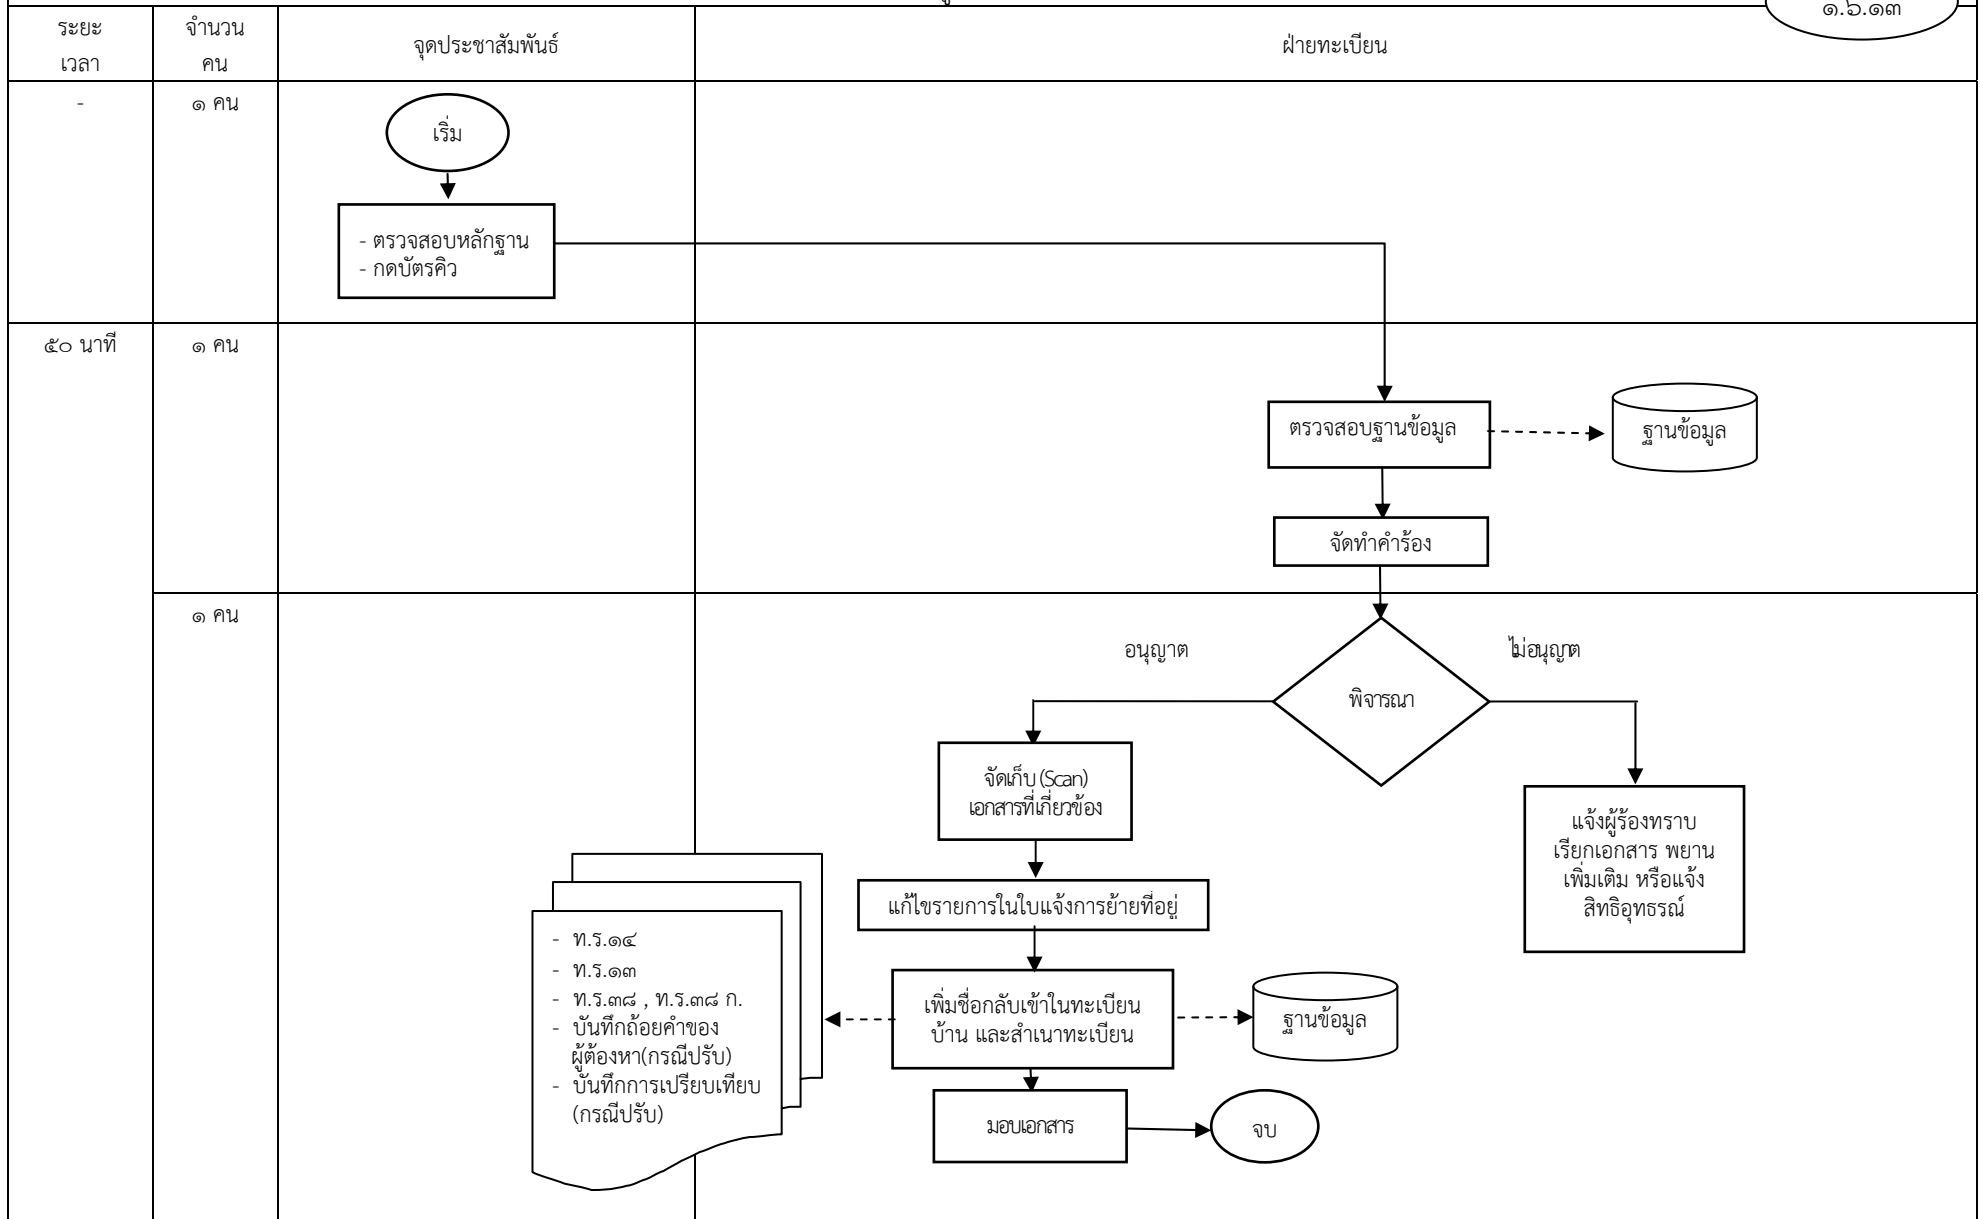 ๑.๖.๑๓
ระยะ
เวลา
จำนวน
คน
จุดประชาสัมพันธ์
ฝ่ายทะเบียน
-
๑ คน
เริ่ม
- ตรวจสอบหลักฐาน
- กดบัตรคิว
๕๐ นาที
๑ คน
ตรวจสอบฐานข้อมูล
ฐานข้อมูล
จัดทำคำร้อง
๑ คน
อนุญาต
ไม่อนุญาต
พิจารณา
จัดเก็บ (Scan)
เอกสารที่เกี่ยวข้อง
แจ้งผู้ร้องทราบ
เรียกเอกสาร พยาน
เพิ่มเติม หรือแจ้ง
สิทธิอุทธรณ์
แก้ไขรายการในใบแจ้งการย้ายที่อยู่
- ท.ร.๑๔
- ท.ร.๑๓
- ท.ร.๓๘ , ท.ร.๓๘ ก.
- บันทึกถ้อยคำของ
ผู้ต้องหา(กรณีปรับ)
- บันทึกการเปรียบเทียบ
(กรณีปรับ)
เพิ่มชื่อกลับเข้าในทะเบียน
บ้าน และสำเนาทะเบียน
ฐานข้อมูล
มอบเอกสาร
จบ